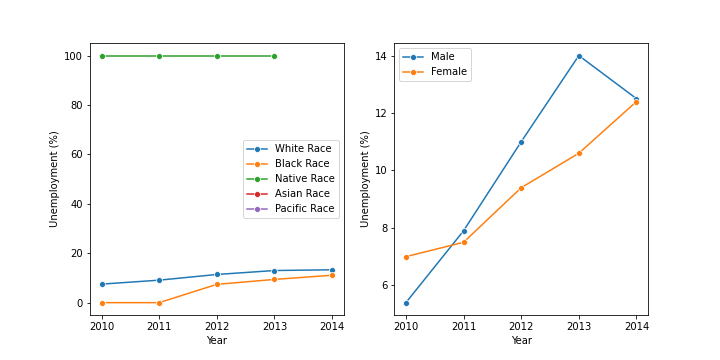 100
80
60
40
20
0
Unemployment (%)
White Race
Black Race
Native Race
Asian Race
Pacific Race
2010 2011 2012 2013 2014
Year
14
12
10
8
6
Unemployment (%)
Male
Female
2010 2011 2012 2013 2014
Year